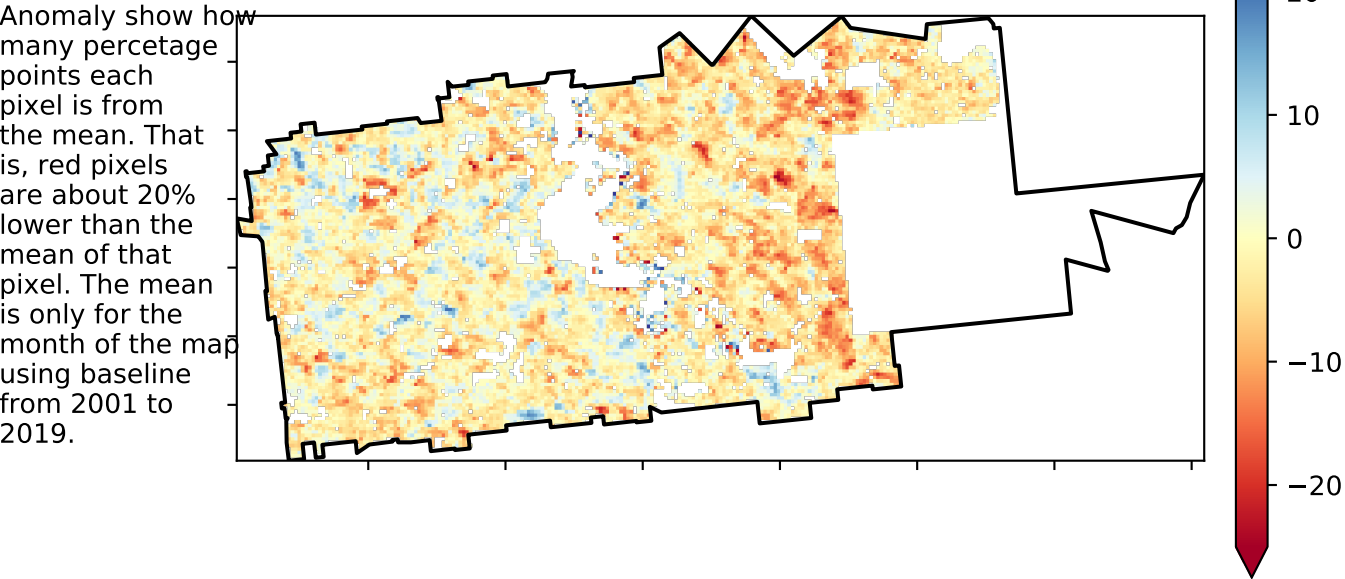 Anomaly show how
many percetage
points each
pixel is from
the mean. That
is, red pixels
are about 20%
lower than the
mean of that
pixel. The mean
is only for the
month of the map
using baseline
from 2001 to
2019.
10
0
−10
−20